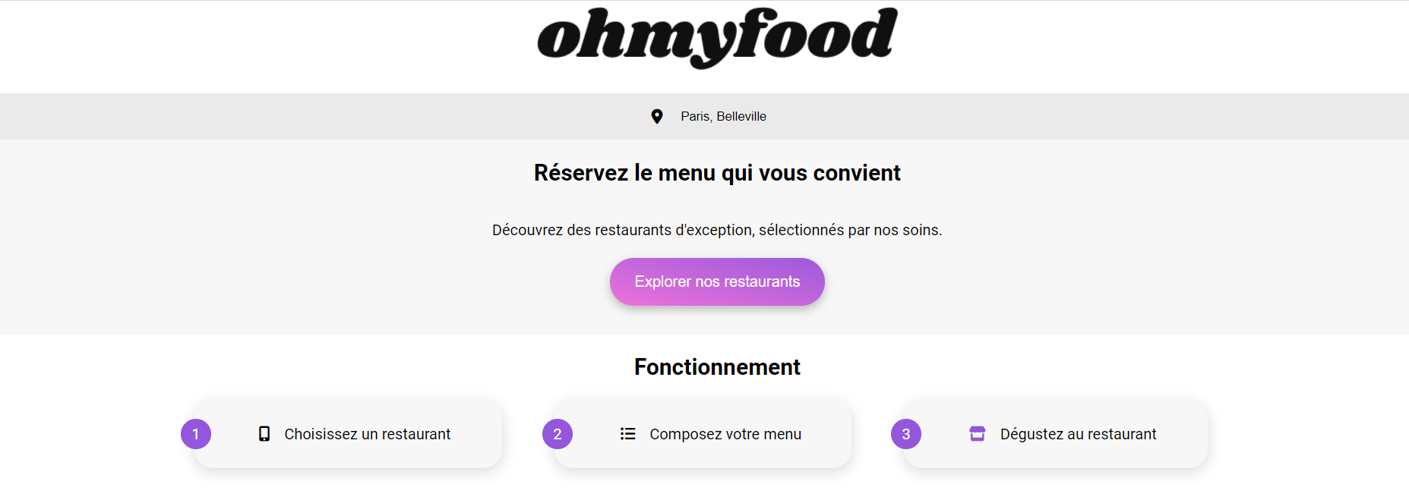 ohmyfood
Paris, Belleville
Réservez le menu qui vous convient
Découvrez des restaurants d'exception, sélectionnés par nos soins.
Explorer nos restaurants
Fonctionnement
1 Choisissez un restaurant
2 Composez votre menu
3 Dégustez au restaurant